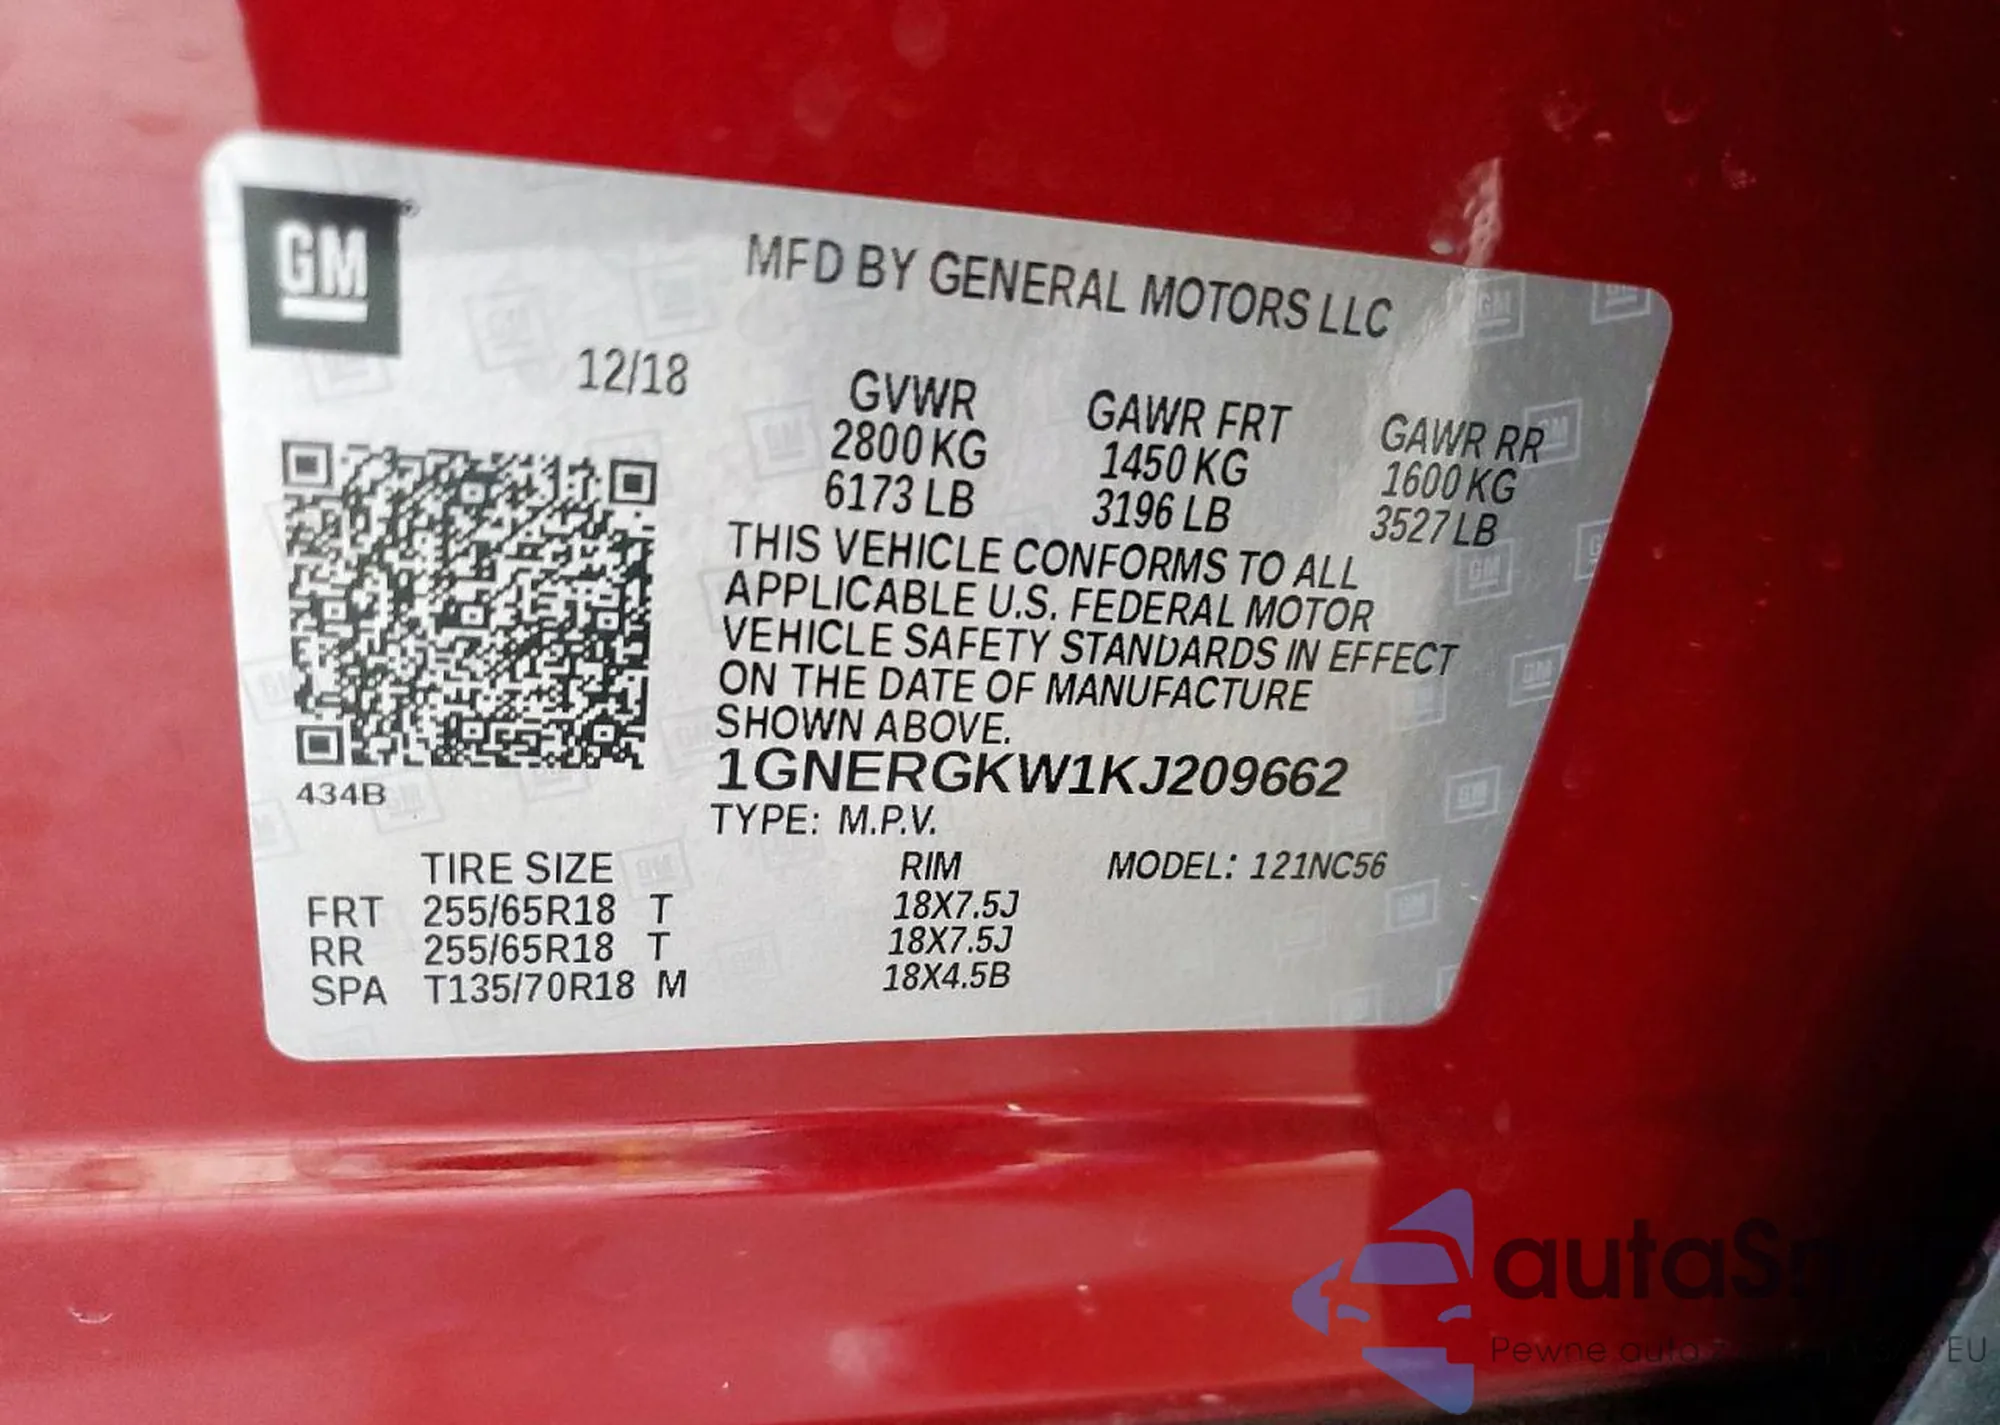 GM®
MFD BY GENERAL MOTORS LLC
12/18
GVWR GAWR FRT GAWR RR
2800 KG 1450 KG 1600 KG
6173 LB 3196 LB 3527 LB
THIS VEHICLE CONFORMS TO ALL
APPLICABLE U.S. FEDERAL MOTOR
VEHICLE SAFETY STANDARDS IN EFFECT
ON THE DATE OF MANUFACTURE
SHOWN ABOVE.
1GNERGKW1KJ209662
434B
TYPE: M.P.V.
TIRE SIZE RIM MODEL: 121NC56
FRT 255/65R18 T 18X7.5J
RR 255/65R18 T 18X7.5J
SPA T135/70R18 M 18X4.5B
Pewne auta EU